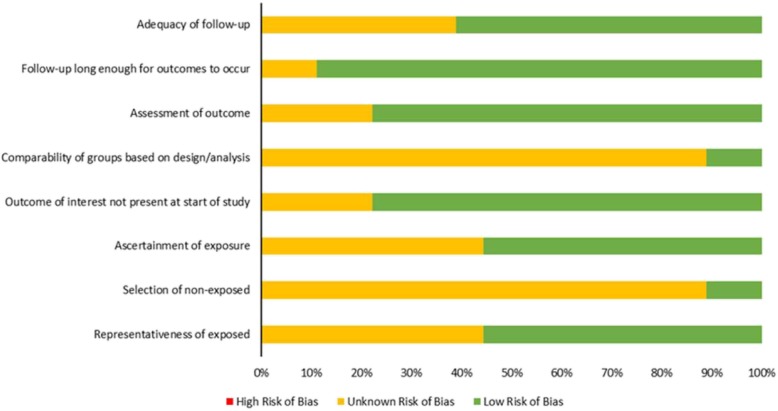 Adequacy of follow-up
Follow-up long enough for outcomes to occur
Assessment of outcome
Comparability of groups based on design/analysis
Outcome of interest not present at start of study
Ascertainment of exposure
Selection of non-exposed
Representativeness of exposed
0% 10% 20% 30% 40% 50% 60% 70% 80% 90% 100%
High Risk of Bias Unknown Risk of Bias Low Risk of Bias